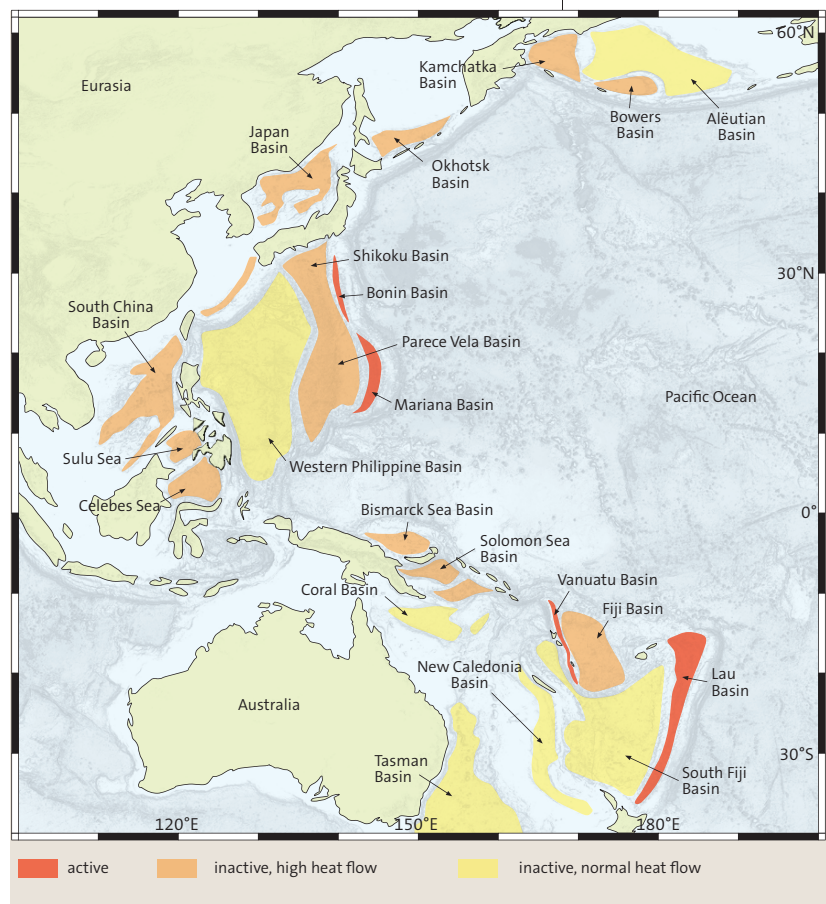 60°N
Kamchatka
Basin
Eurasia
Bowers
Basin
Alëutian
Basin
Japan
Basin
Okhotsk
Basin
Shikoku Basin
30°N
Bonin Basin
South China
Basin
Parece Vela Basin
Pacific Ocean
Mariana Basin
Sulu Sea
Western Philippine Basin
Celebes Sea
Bismarck Sea Basin
0°
Solomon Sea
Basin
Vanuatu Basin
Coral Basin
Fiji Basin
New Caledonia
Basin
Lau
Basin
Australia
30°S
Tasman
Basin
South Fiji
Basin
120°E
150°E
180°E
active
inactive, high heat flow
inactive, normal heat flow